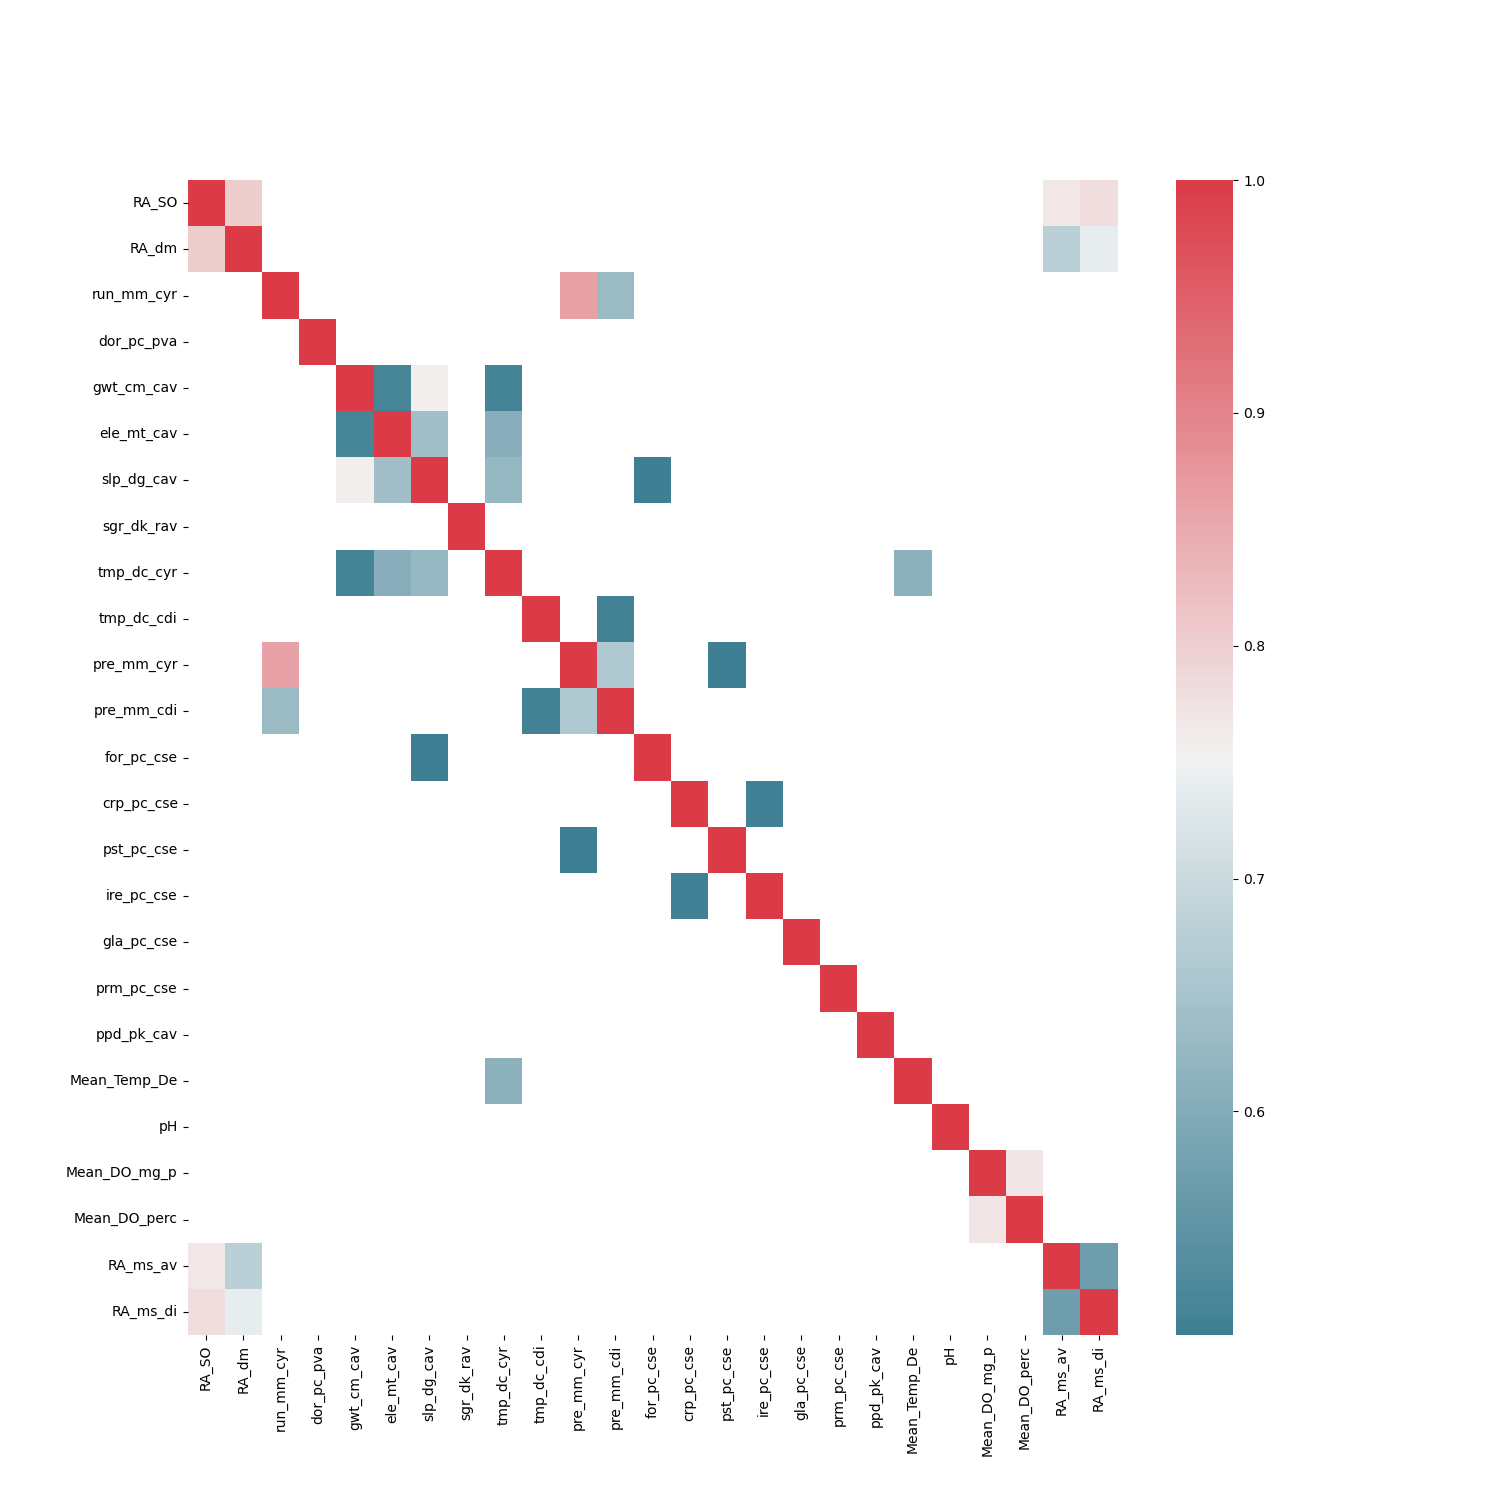 RA_SO
RA_dm
run_mm_cyr
dor_pc_pva
gwt_cm_cav
ele_mt_cav
slp_dg_cav
sgr_dk_rav
tmp_dc_cyr
tmp_dc_cdi
pre_mm_cyr
pre_mm_cdi
for_pc_cse
crp_pc_cse
pst_pc_cse
ire_pc_cse
gla_pc_cse
prm_pc_cse
ppd_pk_cav
Mean_Temp_De
pH
Mean_DO_mg_p
Mean_DO_perc
RA_ms_av
RA_ms_di
RA_SO
RA_dm
run_mm_cyr
dor_pc_pva
gwt_cm_cav
ele_mt_cav
slp_dg_cav
sgr_dk_rav
tmp_dc_cyr
tmp_dc_cdi
pre_mm_cyr
pre_mm_cdi
for_pc_cse
crp_pc_cse
pst_pc_cse
ire_pc_cse
gla_pc_cse
prm_pc_cse
ppd_pk_cav
Mean_Temp_De
pH
Mean_DO_mg_p
Mean_DO_perc
RA_ms_av
RA_ms_di
1.0
0.9
0.8
0.7
0.6